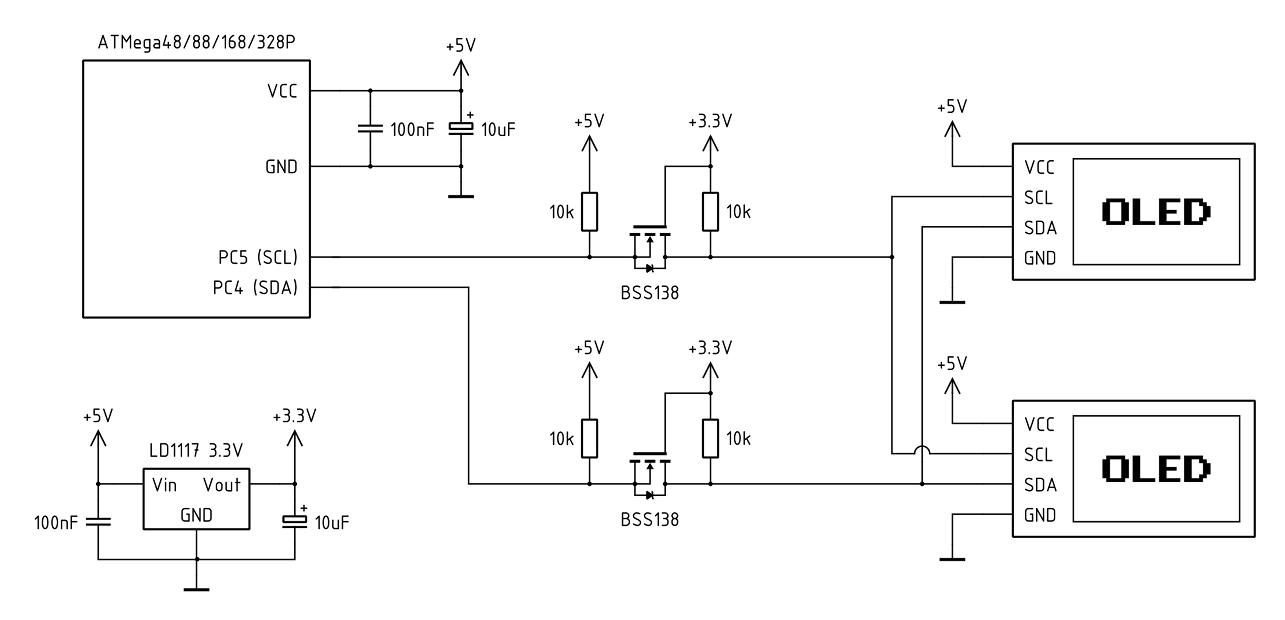 ATMega48/88/168/328P
VCC
GND
PC5 (SCL)
PC4 (SDA)
+5V
100nF
+
10uF
+5V
+3.3V
10k
10k
BSS138
+5V
+3.3V
10k
10k
BSS138
+5V
VCC
SCL
SDA
GND
OLED
+5V
VCC
SCL
SDA
GND
OLED
+5V
+3.3V
LD1117 3.3V
Vin Vout
GND
100nF
+
10uF